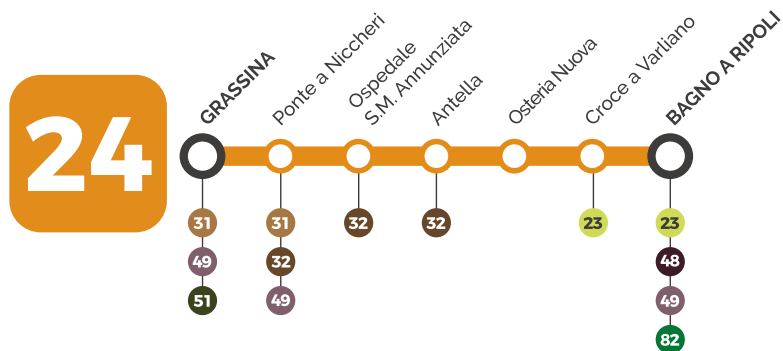 24
GRASSINA
Ponte a Niccheri
Ospedale
S.M. Annunziata
Antella
Osteria Nuova
Croce a Varliano
BAGNO A RIPOLI
31
49
51
31
32
49
32
32
23
23
48
49
82